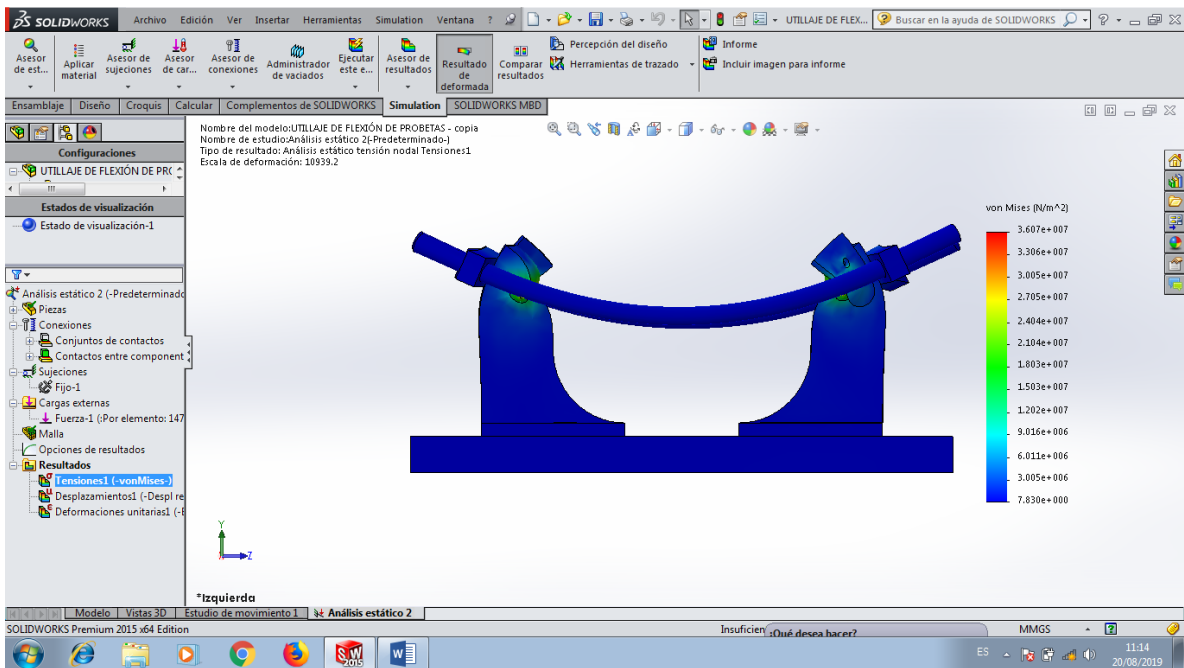 SOLIDWORKS Archivo Edición Ver Insertar Herramientas Simulation Ventana ? UTILLAJE DE FLEX... Buscar en la ayuda de SOLIDWORKS
Asesor de est...
Aplicar material
Asesor de sujeciones
Asesor de car...
Asesor de conexiones
Administrador de vaciados
Ejecutar este e...
Asesor de resultados
Resultado de deformada
Comparar resultados
Percepción del diseño
Herramientas de trazado
Informe
Incluir imagen para informe
Ensamblaje Diseño Croquis Calcular Complementos de SOLIDWORKS Simulation SOLIDWORKS MBD
Configuraciones
UTILLAJE DE FLEXIÓN DE PR(
Estados de visualización
Estado de visualización-1
Análisis estático 2 (-Predeterminado
Piezas
Conexiones
Conjuntos de contactos
Contactos entre component
Sujeciones
Fijo-1
Cargas externas
Fuerza-1 (:Por elemento: 147
Malla
Opciones de resultados
Resultados
Tensiones1 (-vonMises-)
Desplazamientos1 (-Despl re
Deformaciones unitarias1 (-E
Nombre del modelo:UTILLAJE DE FLEXIÓN DE PROBETAS - copia
Nombre de estudio:Análisis estático 2(-Predeterminado-)
Tipo de resultado: Análisis estático tensión nodal Tensiones1
Escala de deformación: 10939.2
von Mises (N/m^2)
3.607e+007
3.306e+007
3.005e+007
2.705e+007
2.404e+007
2.104e+007
1.803e+007
1.503e+007
1.202e+007
9.016e+006
6.011e+006
3.005e+006
7.830e+000
Y
Z
*Izquierda
Modelo Vistas 3D Estudio de movimiento 1 Análisis estático 2
SOLIDWORKS Premium 2015 x64 Edition Insuficien ¿Qué desea hacer? MMGS
ES 11:14
20/08/2019